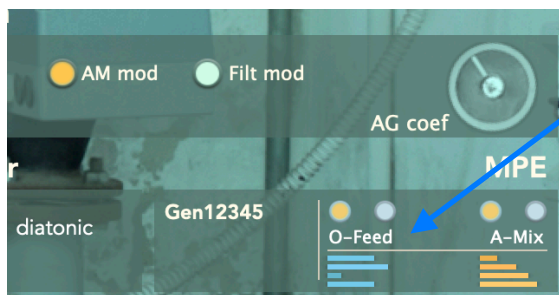 AM mod Filt mod
AG coef
MPE
Gen12345
diatonic
O-Feed A-Mix